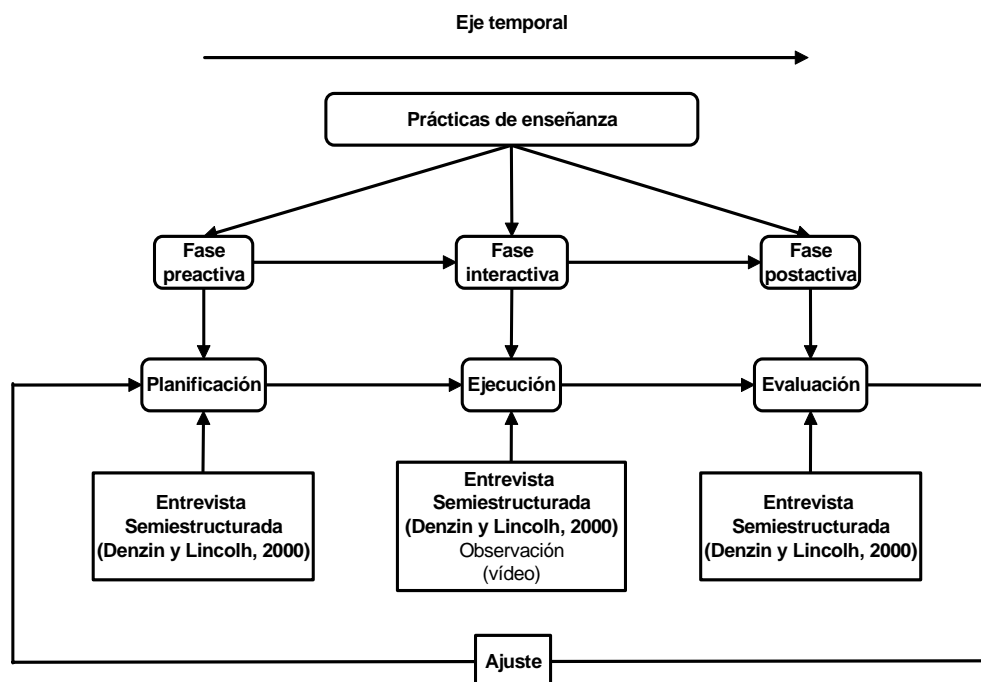 Eje temporal
Prácticas de enseñanza
Fase
preactiva
Fase
interactiva
Fase
postactiva
Planificación
Ejecución
Evaluación
Entrevista
Semiestructurada
(Denzin y Lincolh, 2000)
Entrevista
Semiestructurada
(Denzin y Lincolh, 2000)
Observación
(vídeo)
Entrevista
Semiestructurada
(Denzin y Lincolh, 2000)
Ajuste